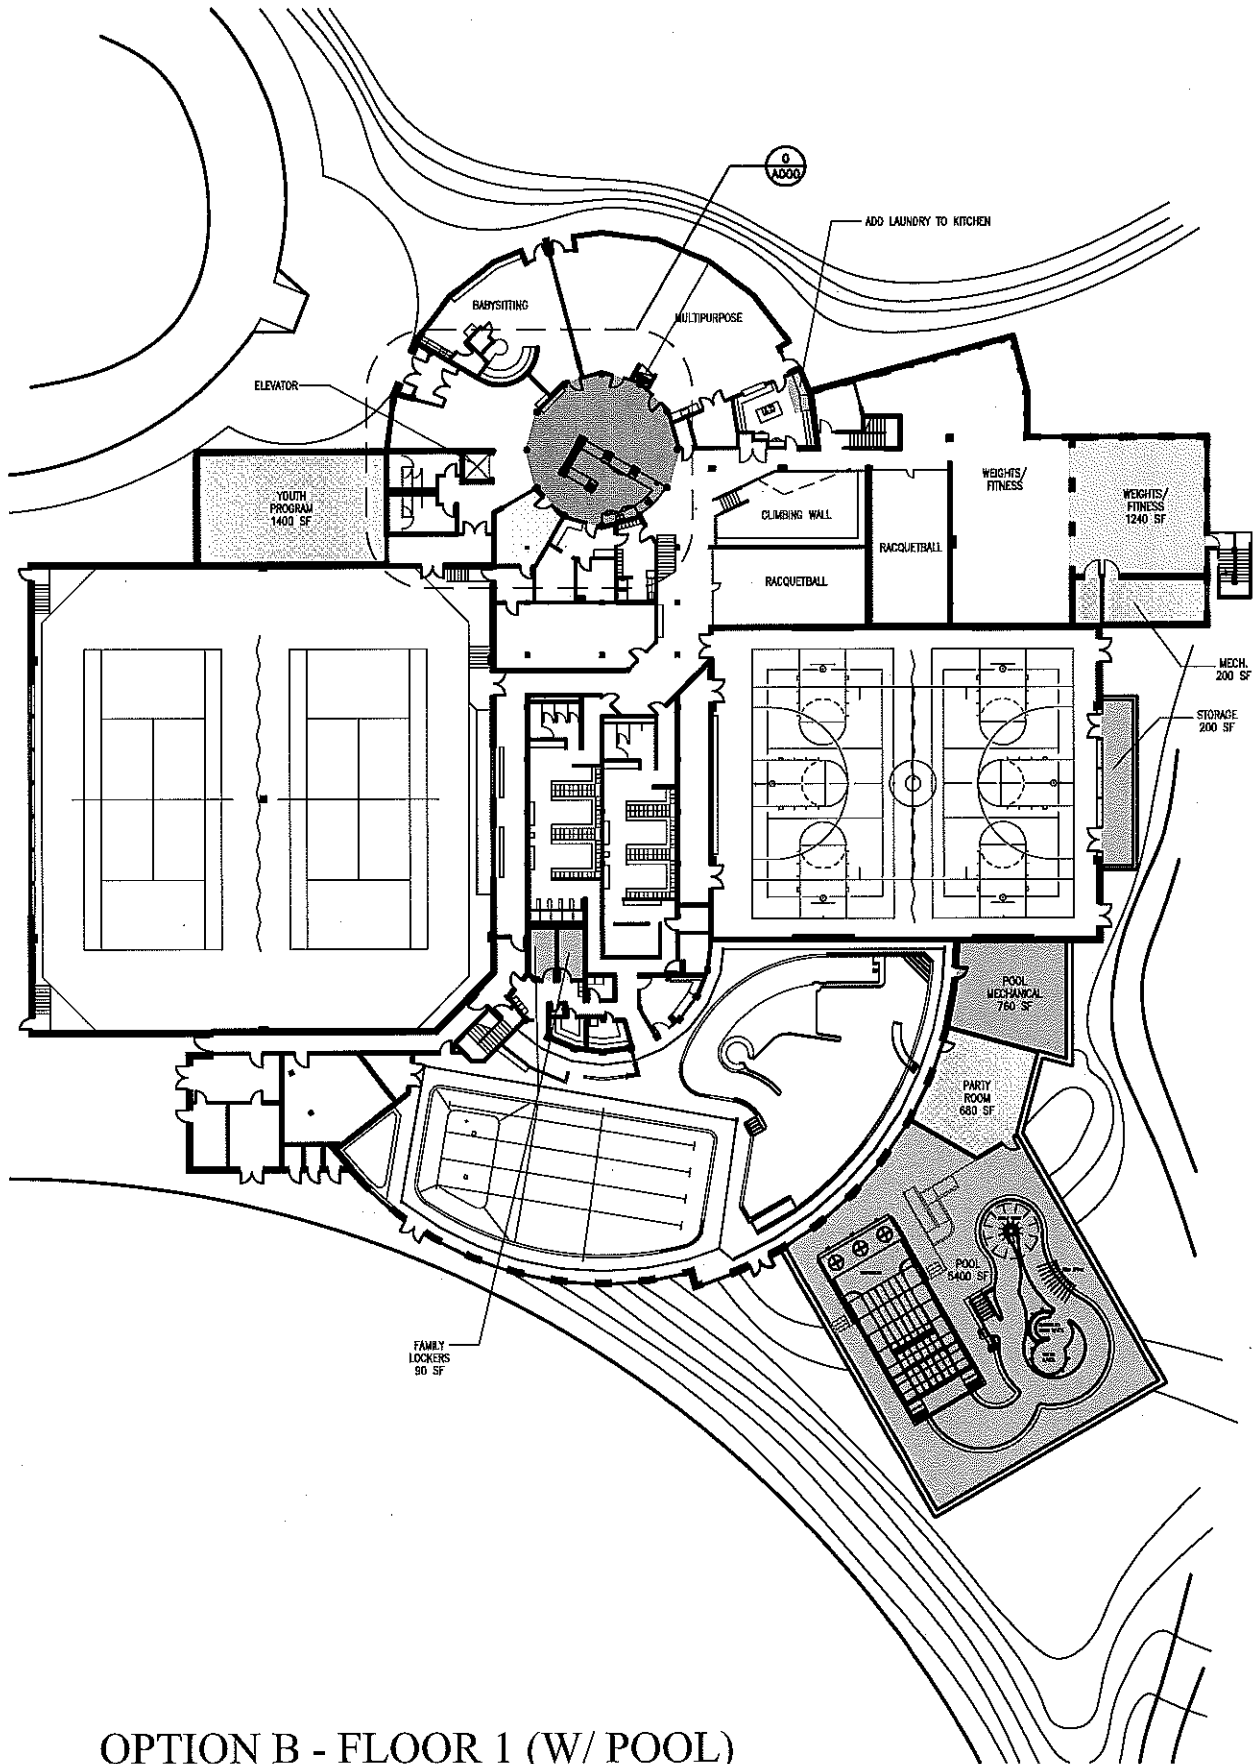 0
A000
ADD LAUNDRY TO KITCHEN
BABYSITTING
MULTIPURPOSE
ELEVATOR
YOUTH
PROGRAM
1400 SF
WEIGHTS/
FITNESS
WEIGHTS/
FITNESS
1240 SF
CLIMBING WALL
RACQUETBALL
RACQUETBALL
MECH.
200 SF
STORAGE
200 SF
POOL
MECHANICAL
760 SF
PARTY
ROOM
680 SF
POOL
5400 SF
FAMILY
LOCKERS
90 SF
OPTION B - FLOOR 1 (W/ POOL)